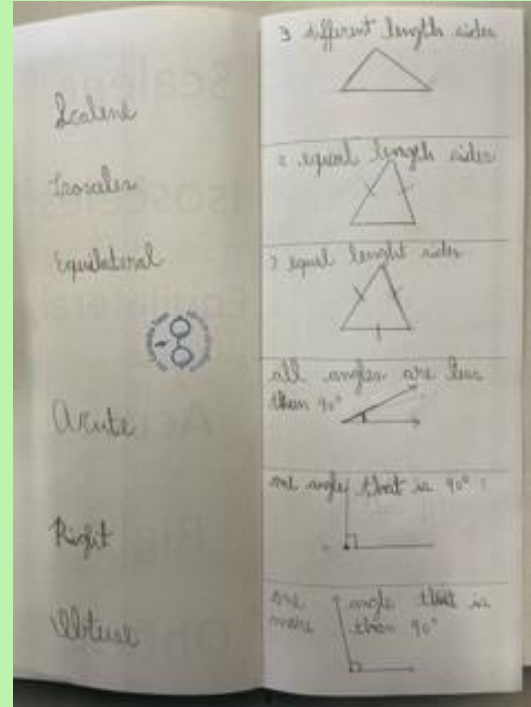 Scalene
3 different length sides
Isosceles
2 equal length sides
Equilateral
3 equal lenght sides
Acute
all angles are less
than 90°
Right
one angle that is 90°
Obtuse
one angle that is
more than 90°